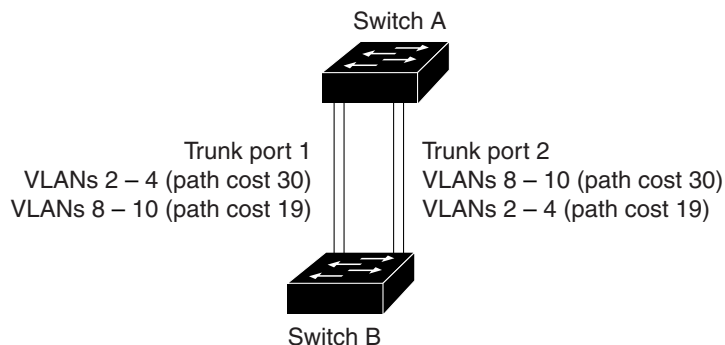 Switch A
Trunk port 1
VLANs 2 – 4 (path cost 30)
VLANs 8 – 10 (path cost 19)
Trunk port 2
VLANs 8 – 10 (path cost 30)
VLANs 2 – 4 (path cost 19)
Switch B